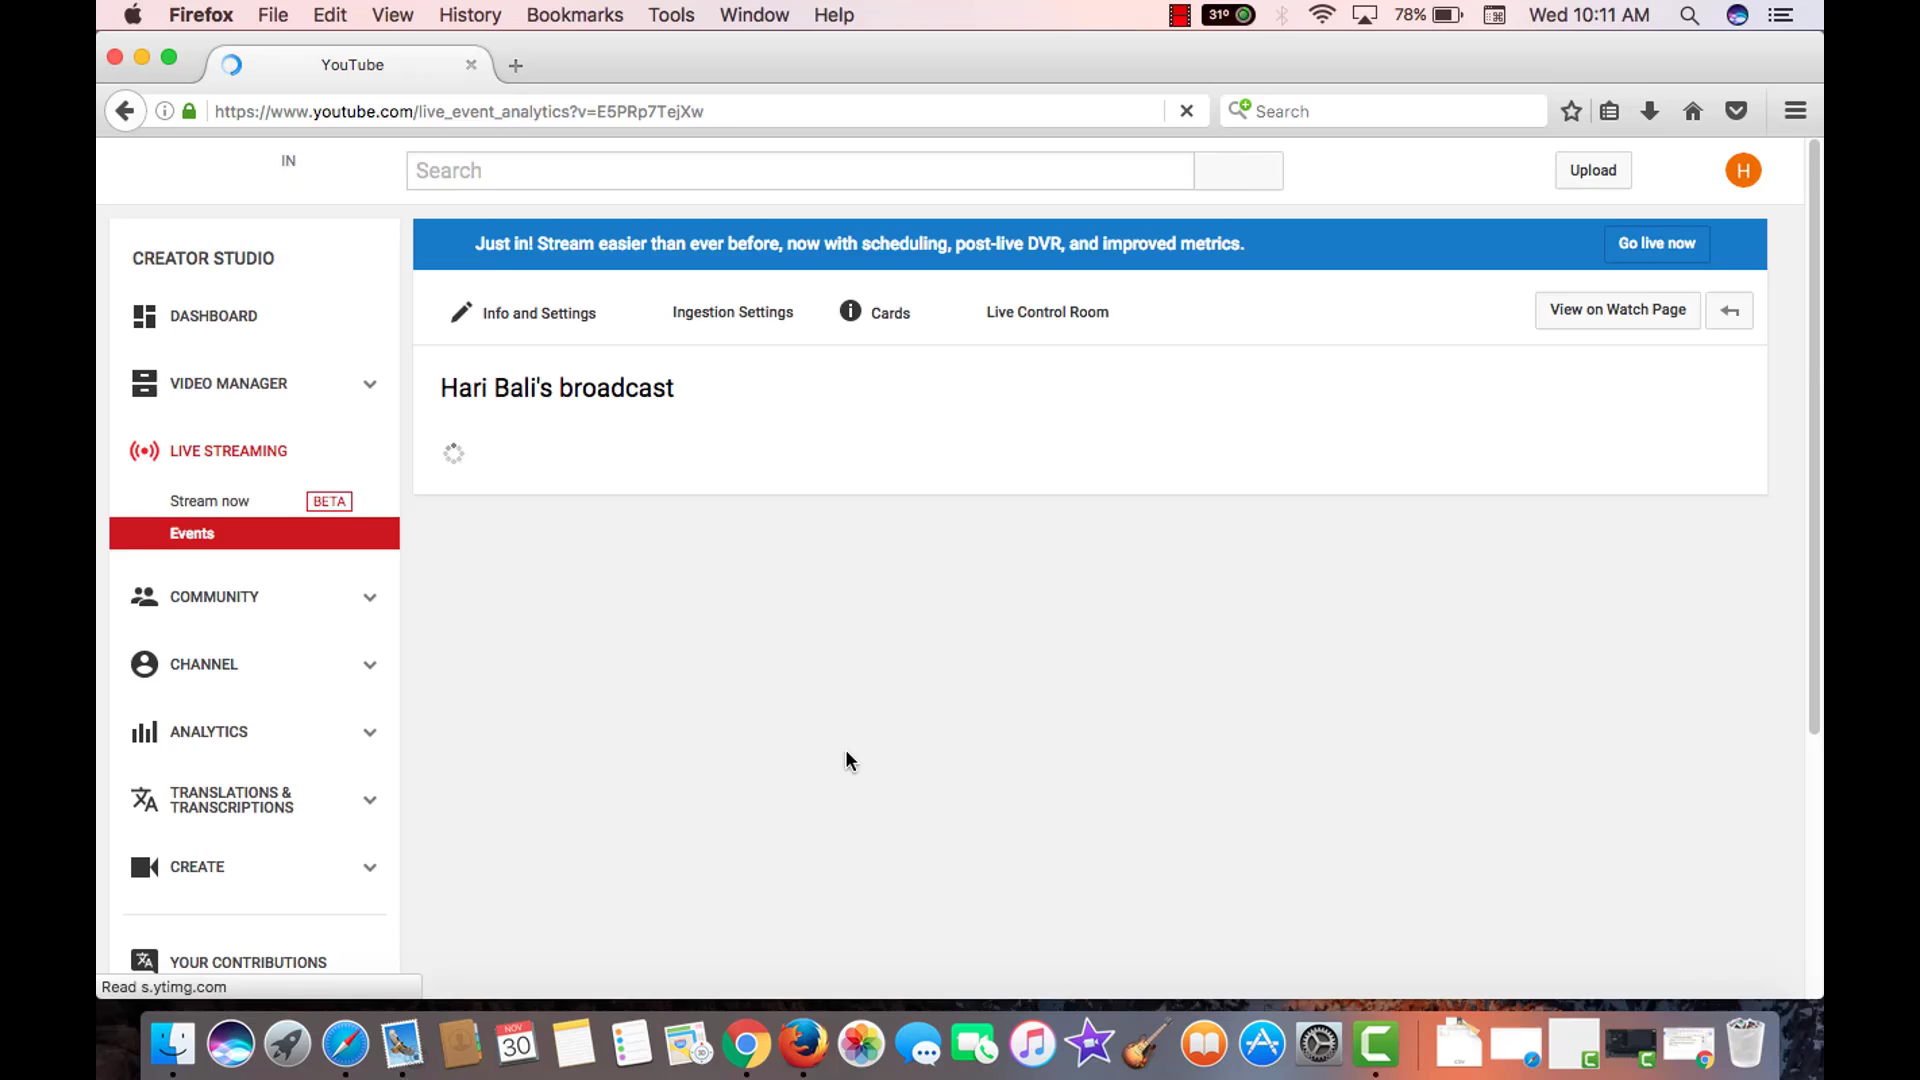 Firefox File Edit View History Bookmarks Tools Window Help 31° 78% Wed 10:11 AM
YouTube
https://www.youtube.com/live_event_analytics?v=E5PRp7TejXw Search
IN Search Upload H
CREATOR STUDIO
DASHBOARD
VIDEO MANAGER
LIVE STREAMING
Stream now BETA
Events
COMMUNITY
CHANNEL
ANALYTICS
TRANSLATIONS &
TRANSCRIPTIONS
CREATE
YOUR CONTRIBUTIONS
Just in! Stream easier than ever before, now with scheduling, post-live DVR, and improved metrics. Go live now
Info and Settings Ingestion Settings Cards Live Control Room View on Watch Page
Hari Bali's broadcast
Read s.ytimg.com
NOV
30